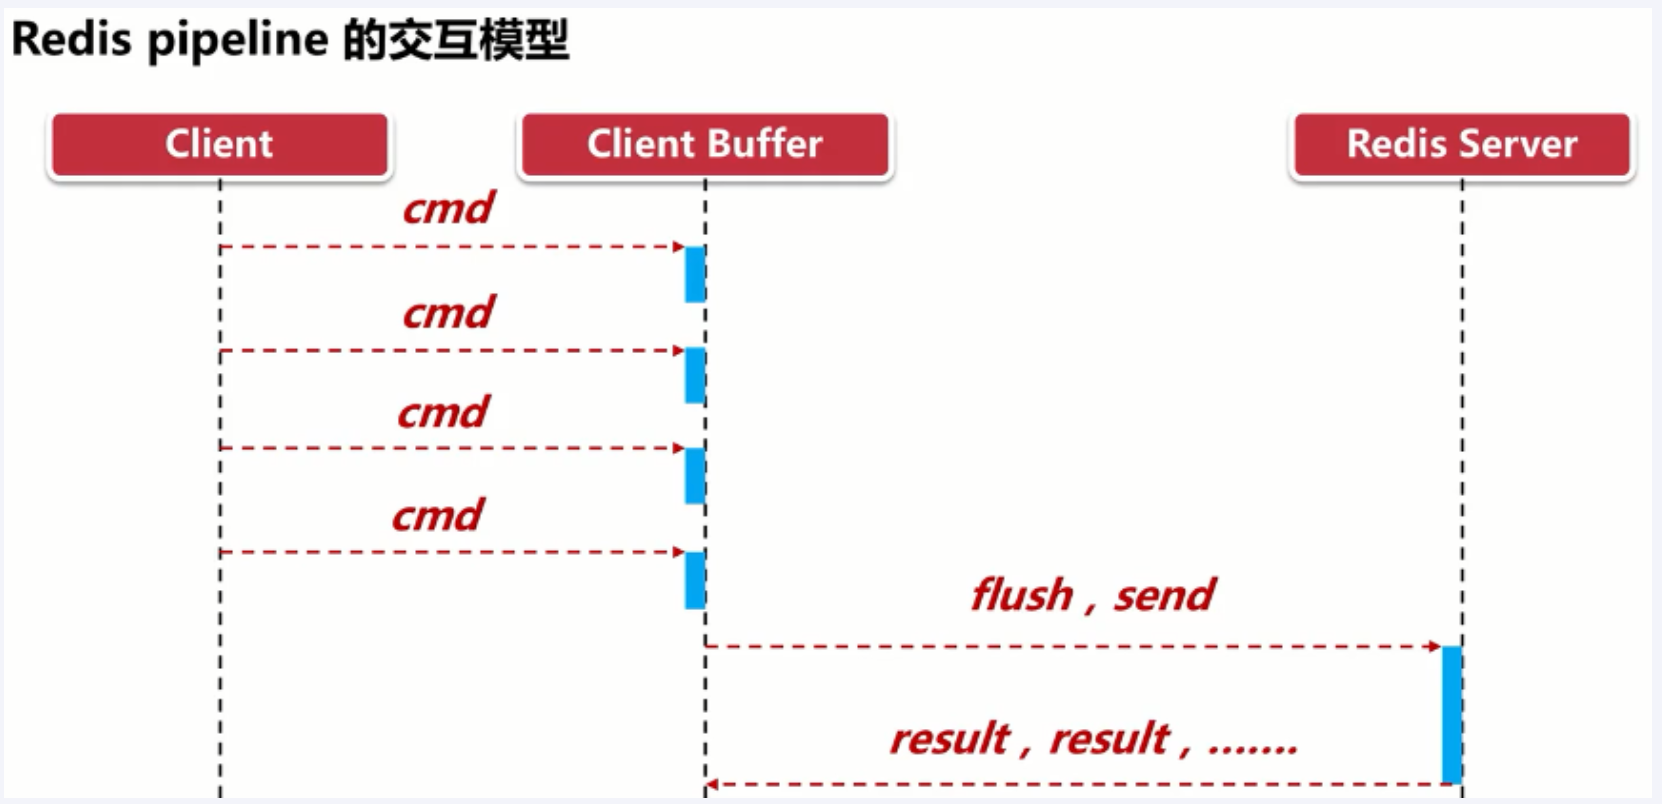 Redis pipeline 的交互模型
Client
Client Buffer
Redis Server
cmd
cmd
cmd
cmd
flush , send
result , result , .......